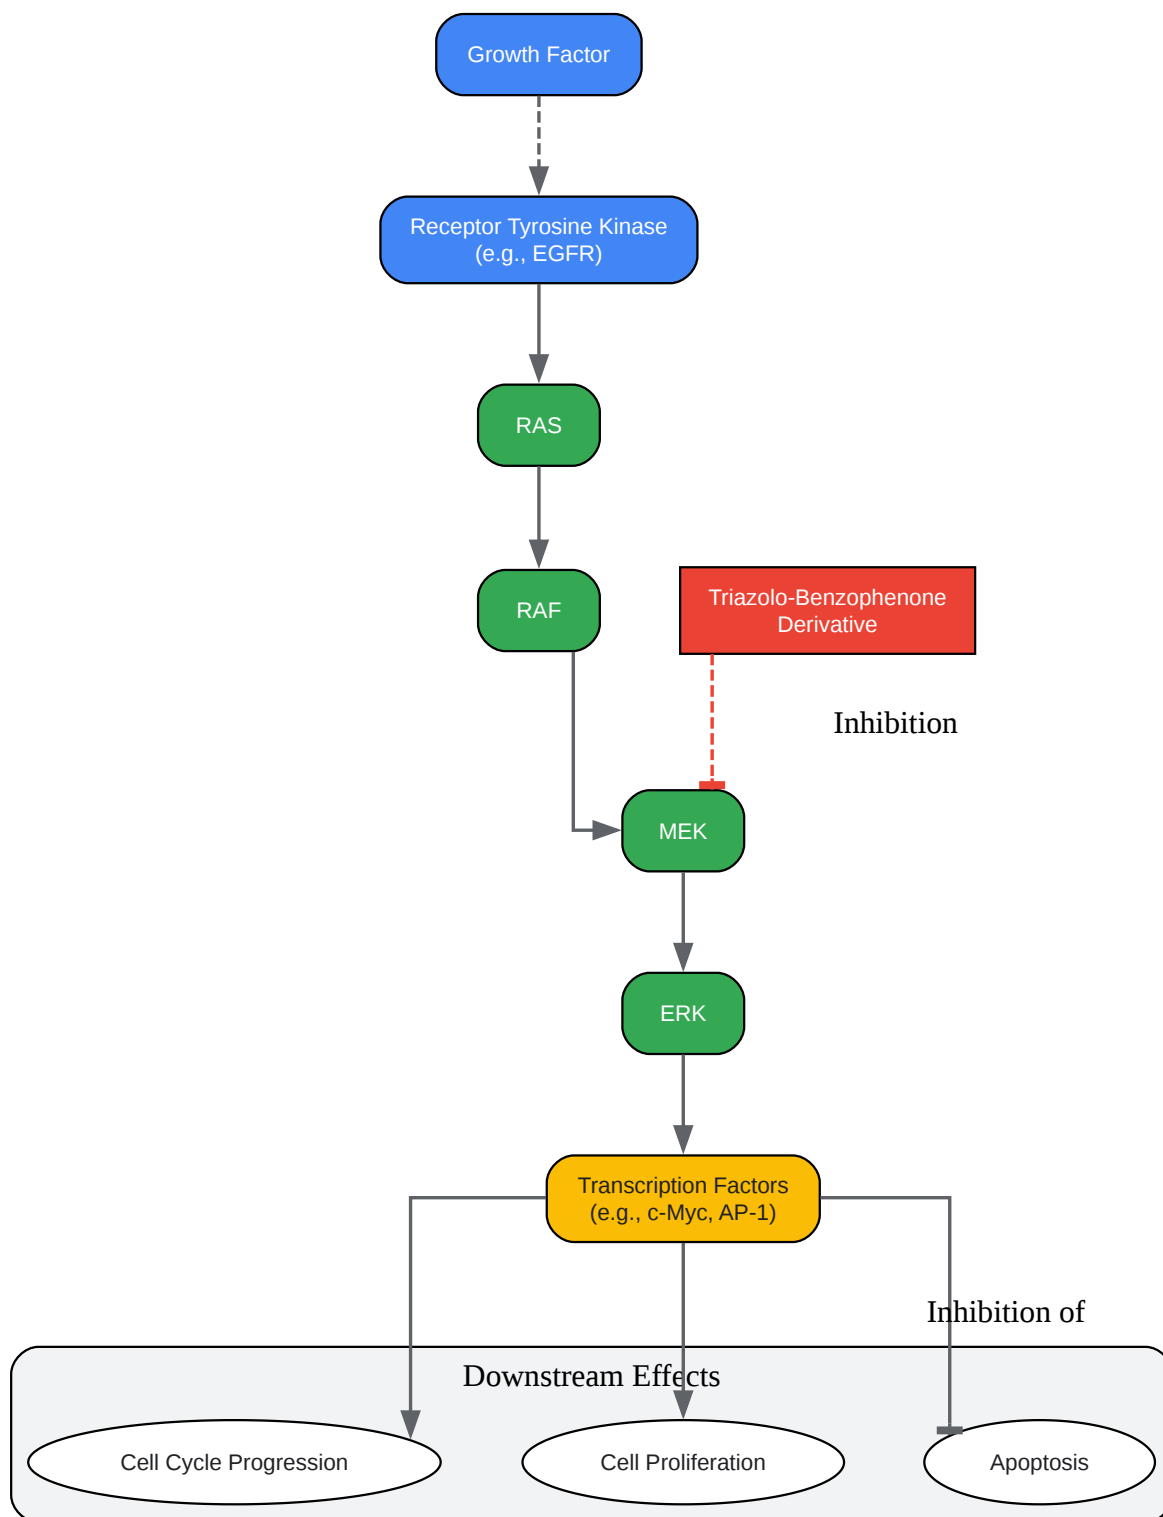 Growth Factor
Receptor Tyrosine Kinase
(e.g., EGFR)
RAS
RAF
Triazolo-Benzophenone
Derivative
Inhibition
MEK
ERK
Transcription Factors
(e.g., c-Myc, AP-1)
Inhibition of
Downstream Effects
Cell Cycle Progression
Cell Proliferation
Apoptosis